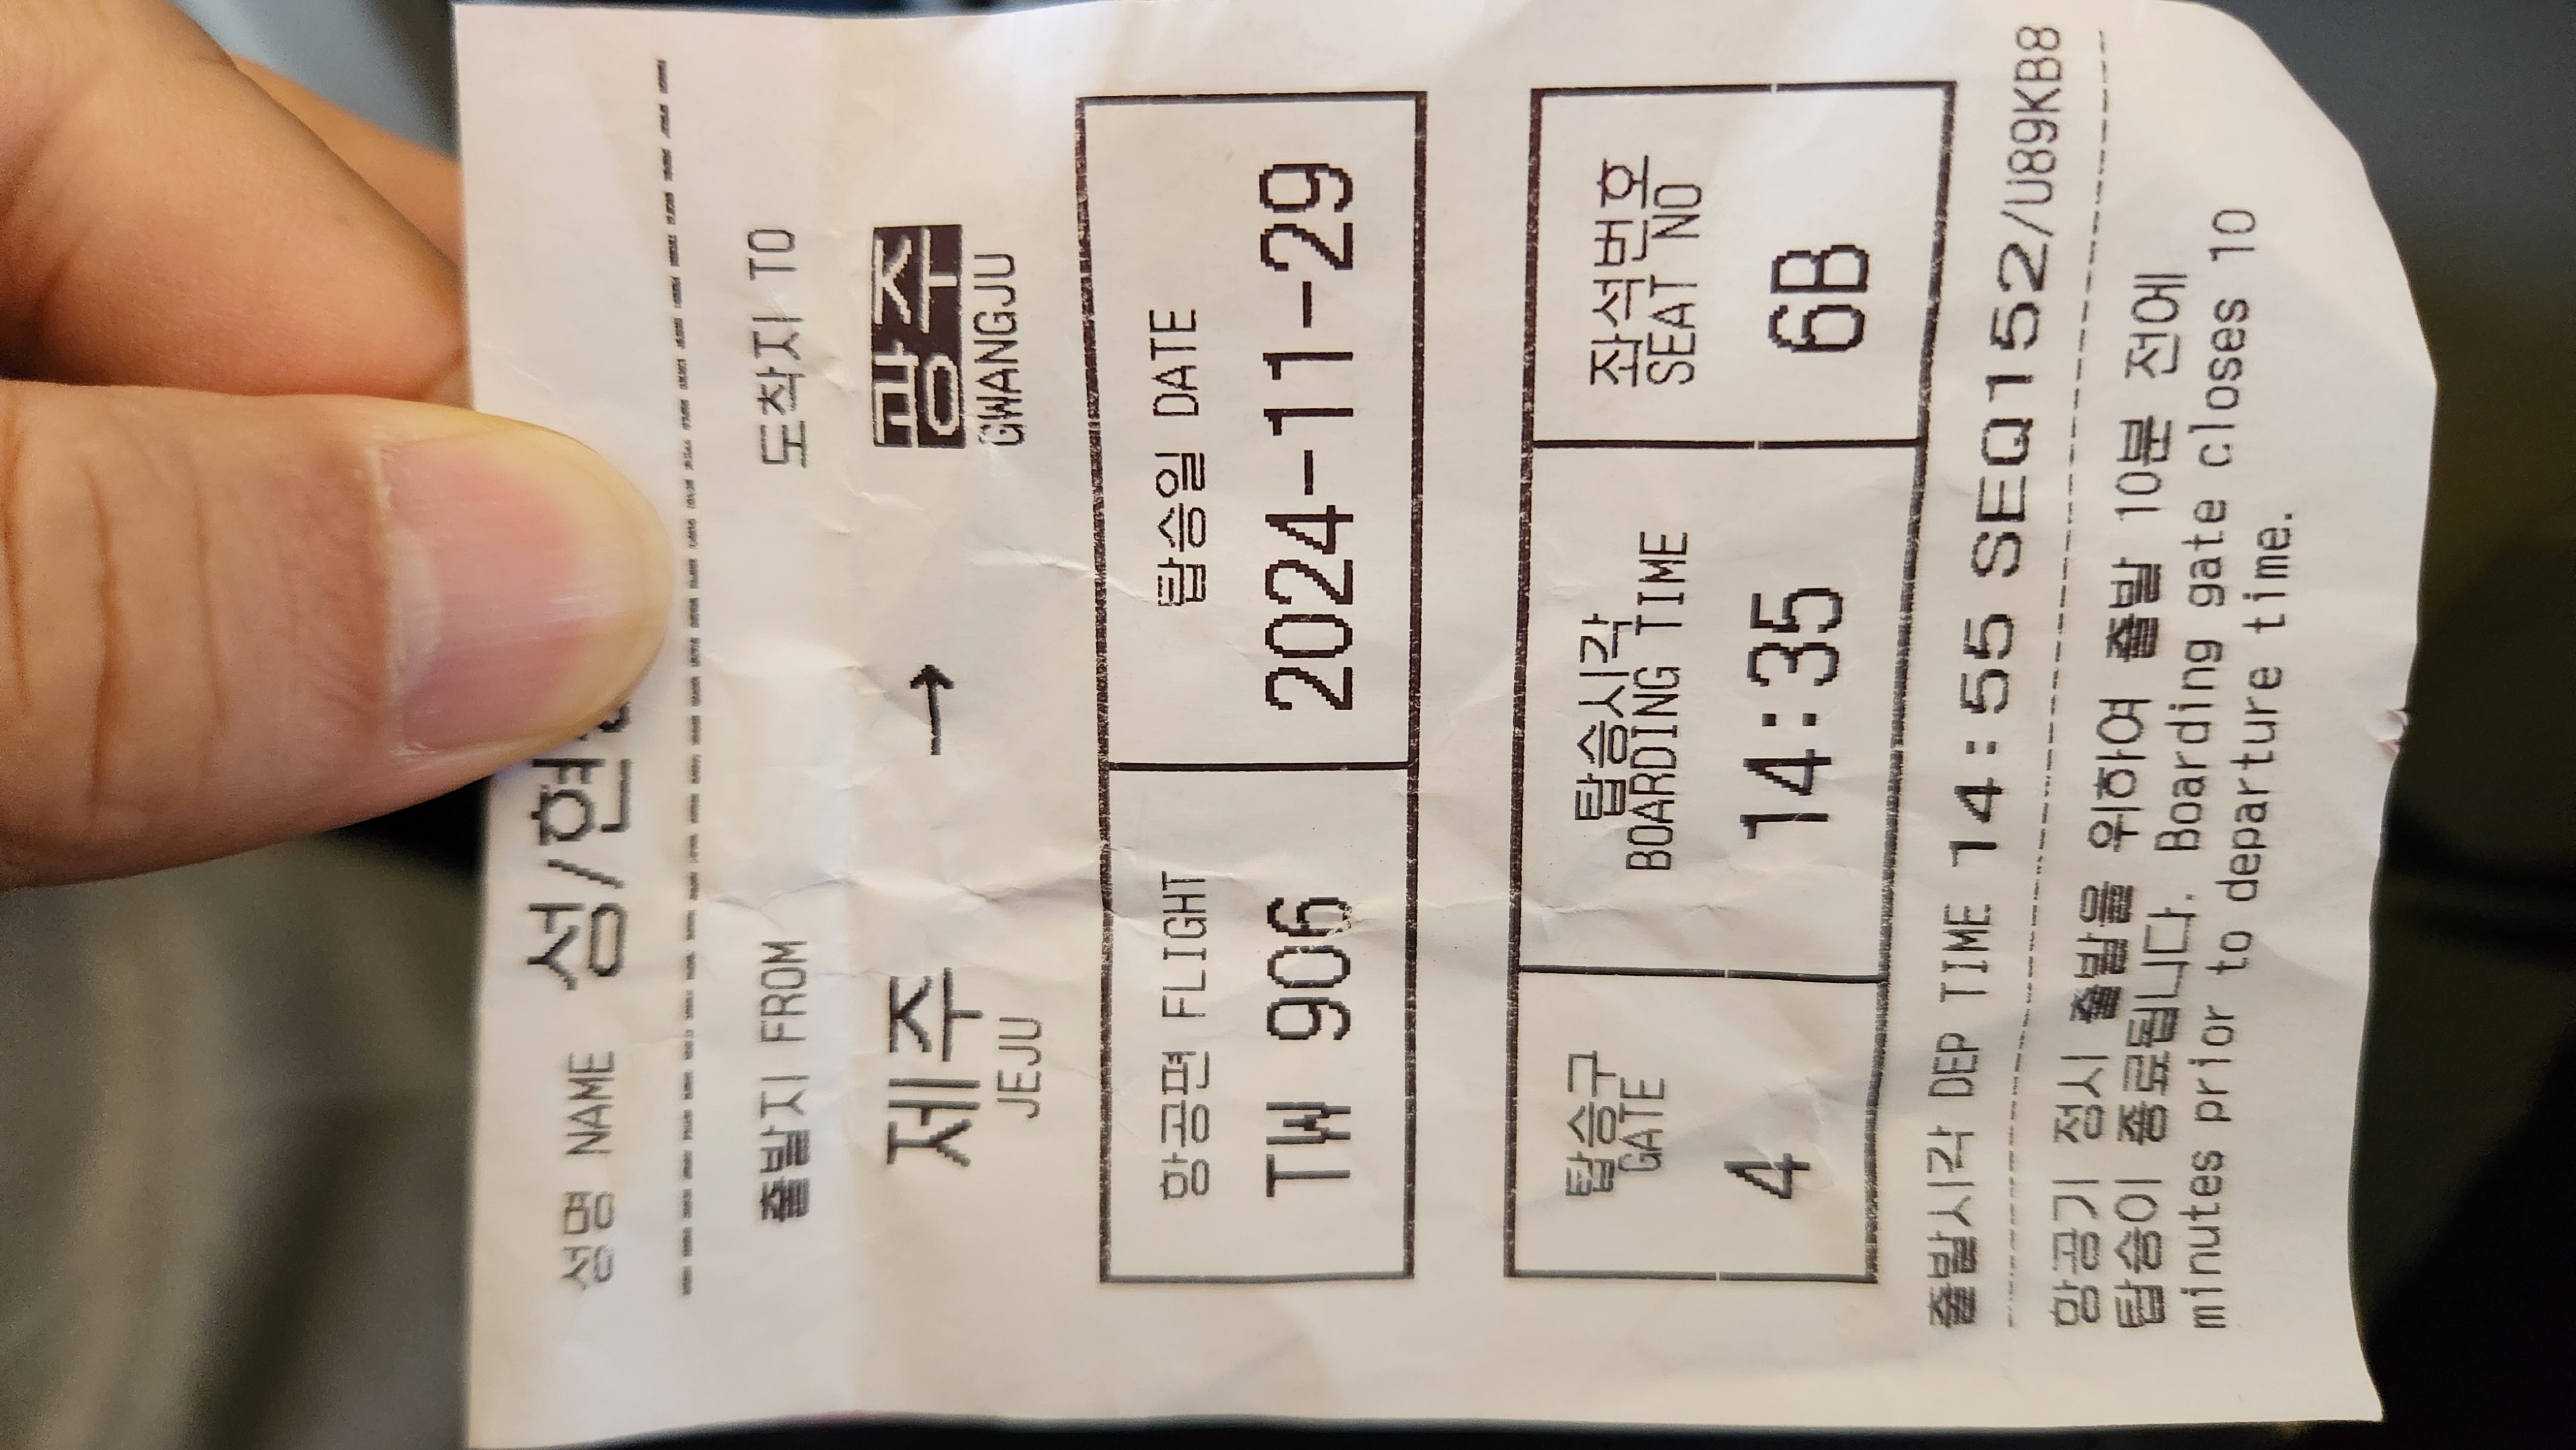 성명 NAME 성/현
출발지 FROM 도착지 TO
제주 → 광주
JEJU GWANGJU
항공편 FLIGHT 탑승일 DATE
TW 906 2024-11-29
탑승구 탑승시각 좌석번호
GATE BOARDING TIME SEAT NO
4 14:35 6B
출발시각 DEP TIME 14:55 SEQ152/U89KB8
항공기 정시 출발을 위하여 출발 10분 전에
탑승이 종료됩니다. Boarding gate closes 10
minutes prior to departure time.